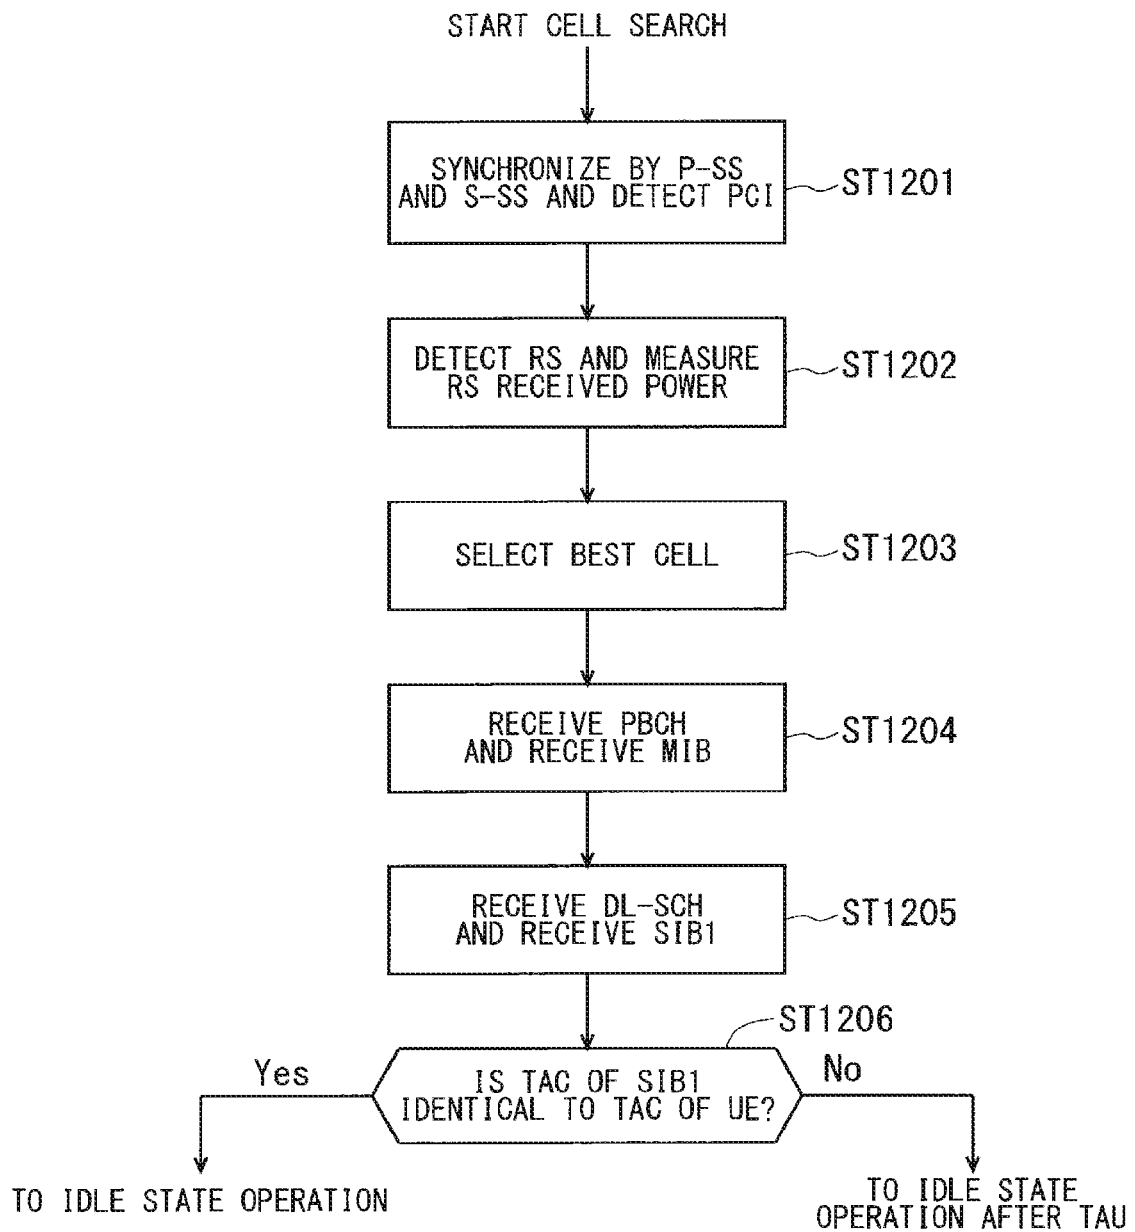 START CELL SEARCH
SYNCHRONIZE BY P-SS
AND S-SS AND DETECT PCI
ST1201
DETECT RS AND MEASURE
RS RECEIVED POWER
ST1202
SELECT BEST CELL
ST1203
RECEIVE PBCH
AND RECEIVE MIB
ST1204
RECEIVE DL-SCH
AND RECEIVE SIB1
ST1205
ST1206
Yes
IS TAC OF SIB1
IDENTICAL TO TAC OF UE?
No
TO IDLE STATE OPERATION
TO IDLE STATE
OPERATION AFTER TAU